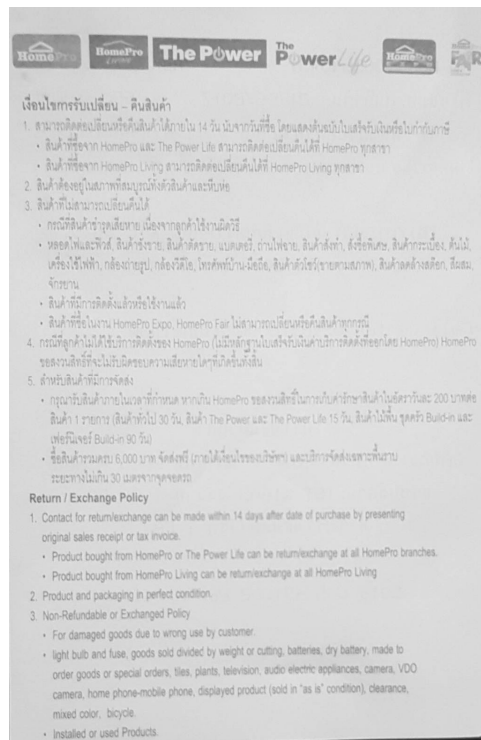 HomePro HomePro Living The Power The Power Life HomePro FAIR
เงื่อนไขการรับเปลี่ยน – คืนสินค้า
1. สามารถติดต่อเปลี่ยนหรือคืนสินค้าได้ภายใน 14 วัน นับจากวันที่ซื้อ โดยแสดงต้นฉบับใบเสร็จรับเงินหรือใบกำกับภาษี
• สินค้าที่ซื้อจาก HomePro และ The Power Life สามารถติดต่อเปลี่ยนคืนได้ที่ HomePro ทุกสาขา
• สินค้าที่ซื้อจาก HomePro Living สามารถติดต่อเปลี่ยนคืนได้ที่ HomePro Living ทุกสาขา
2. สินค้าต้องอยู่ในสภาพที่สมบูรณ์ทั้งตัวสินค้าและหีบห่อ
3. สินค้าที่ไม่สามารถเปลี่ยนคืนได้
• กรณีที่สินค้าชำรุดเสียหาย เนื่องจากลูกค้าใช้งานผิดวิธี
• หลอดไฟและฟิวส์, สินค้าชั่งขาย, สินค้าตัดขาย, แบตเตอรี่, ถ่านไฟฉาย, สินค้าสั่งทำ, สั่งซื้อพิเศษ, สินค้ากระเบื้อง, ต้นไม้,
เครื่องใช้ไฟฟ้า, กล้องถ่ายรูป, กล้องวิดีโอ, โทรศัพท์บ้าน-มือถือ, สินค้าตัวโชว์(ขายตามสภาพ), สินค้าลดล้างสต๊อก, สีผสม,
จักรยาน
• สินค้าที่มีการติดตั้งแล้วหรือใช้งานแล้ว
• สินค้าที่ซื้อในงาน HomePro Expo, HomePro Fair ไม่สามารถเปลี่ยนหรือคืนสินค้าทุกกรณี
4. กรณีที่ลูกค้าไม่ได้ใช้บริการติดตั้งของ HomePro (ไม่มีหลักฐานใบเสร็จรับเงินค่าบริการติดตั้งที่ออกโดย HomePro) HomePro
ขอสงวนสิทธิ์ที่จะไม่รับผิดชอบความเสียหายใดๆที่เกิดขึ้นทั้งสิ้น
5. สำหรับสินค้าที่มีการจัดส่ง
• กรุณารับสินค้าภายในเวลาที่กำหนด หากเกิน HomePro ขอสงวนสิทธิ์ในการเก็บค่ารักษาสินค้าในอัตราวันละ 200 บาทต่อ
สินค้า 1 รายการ (สินค้าทั่วไป 30 วัน, สินค้า The Power และ The Power Life 15 วัน, สินค้าไม้พื้น ชุดครัว Build-in และ
เฟอร์นิเจอร์ Build-in 90 วัน)
• ซื้อสินค้ารวมครบ 6,000 บาท จัดส่งฟรี (ภายใต้เงื่อนไขของบริษัทฯ) และบริการจัดส่งเฉพาะพื้นราบ
ระยะทางไม่เกิน 30 เมตรจากจุดจอดรถ
Return / Exchange Policy
1. Contact for return/exchange can be made within 14 days after date of purchase by presenting
original sales receipt or tax invoice.
• Product bought from HomePro or The Power Life can be return/exchange at all HomePro branches.
• Product bought from HomePro Living can be return/exchange at all HomePro Living
2. Product and packaging in perfect condition.
3. Non-Refundable or Exchanged Policy
• For damaged goods due to wrong use by customer.
• light bulb and fuse, goods sold divided by weight or cutting, batteries, dry battery, made to
order goods or special orders, tiles, plants, television, audio electric appliances, camera, VDO
camera, home phone-mobile phone, displayed product (sold in "as is" condition), clearance,
mixed color, bicycle.
• Installed or used Products.